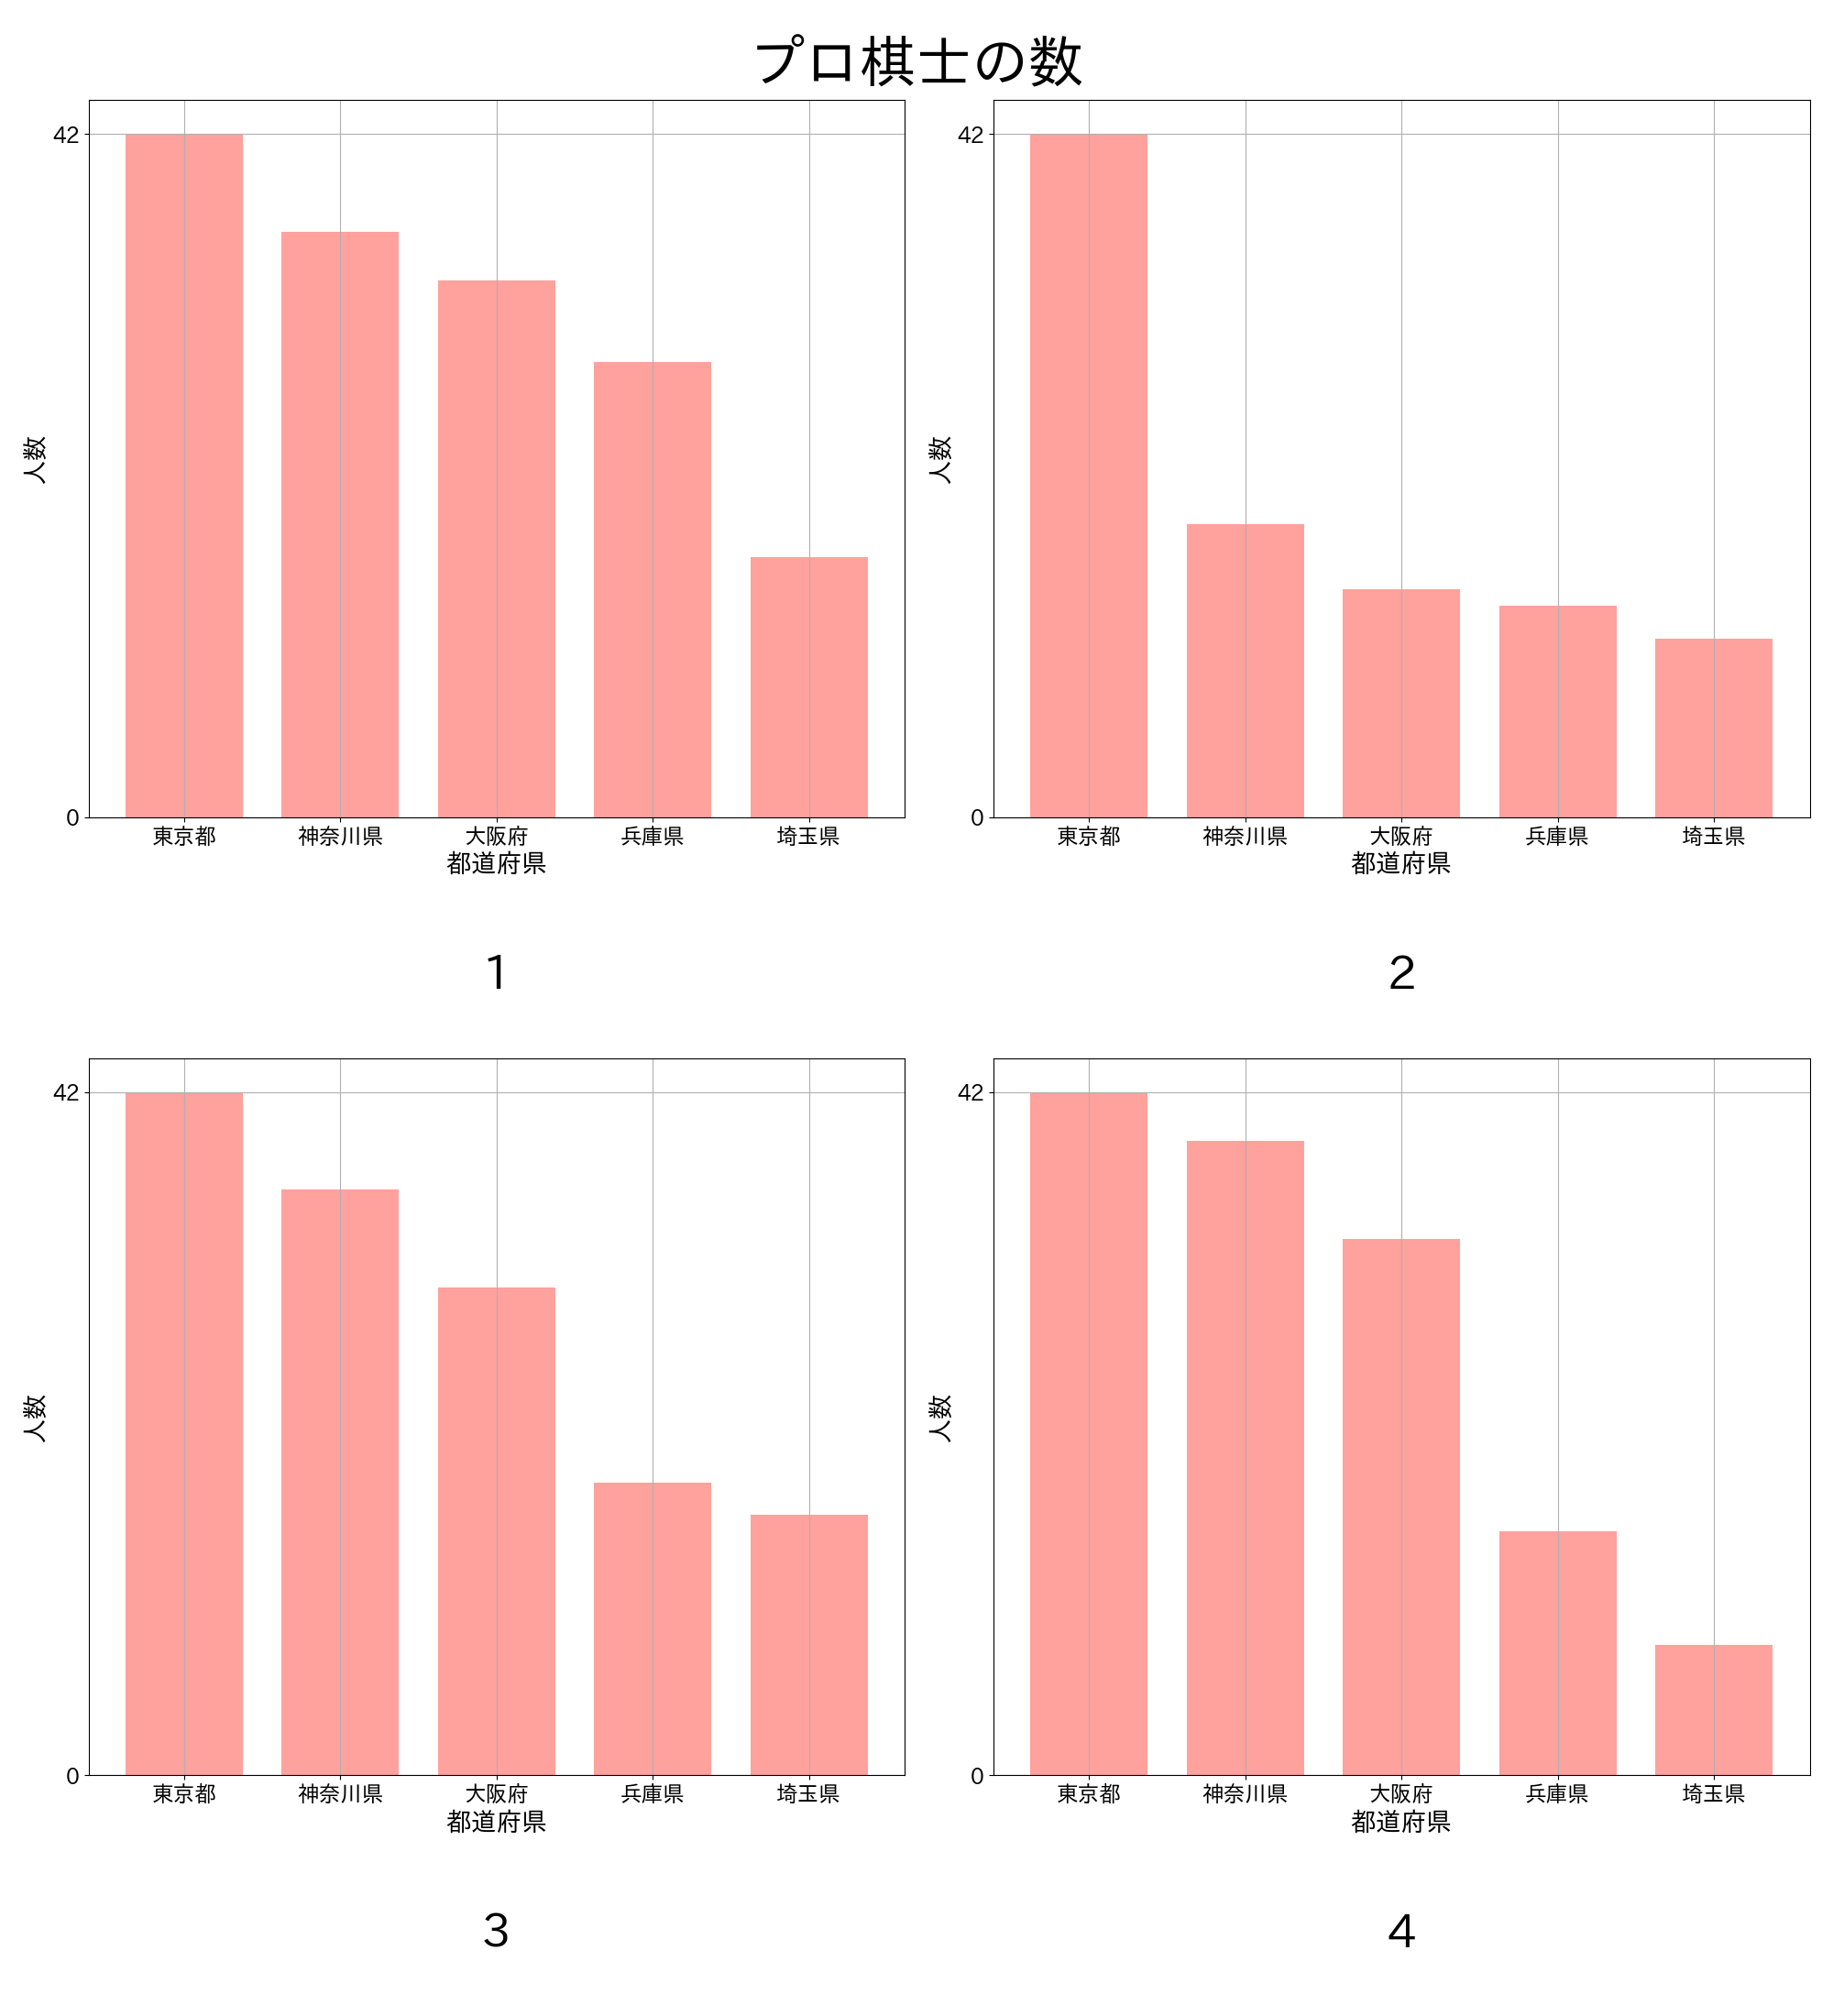 プロ棋士の数
42
0
人数
東京都 神奈川県 大阪府 兵庫県 埼玉県
都道府県
1
42
0
人数
東京都 神奈川県 大阪府 兵庫県 埼玉県
都道府県
2
42
0
人数
東京都 神奈川県 大阪府 兵庫県 埼玉県
都道府県
3
42
0
人数
東京都 神奈川県 大阪府 兵庫県 埼玉県
都道府県
4